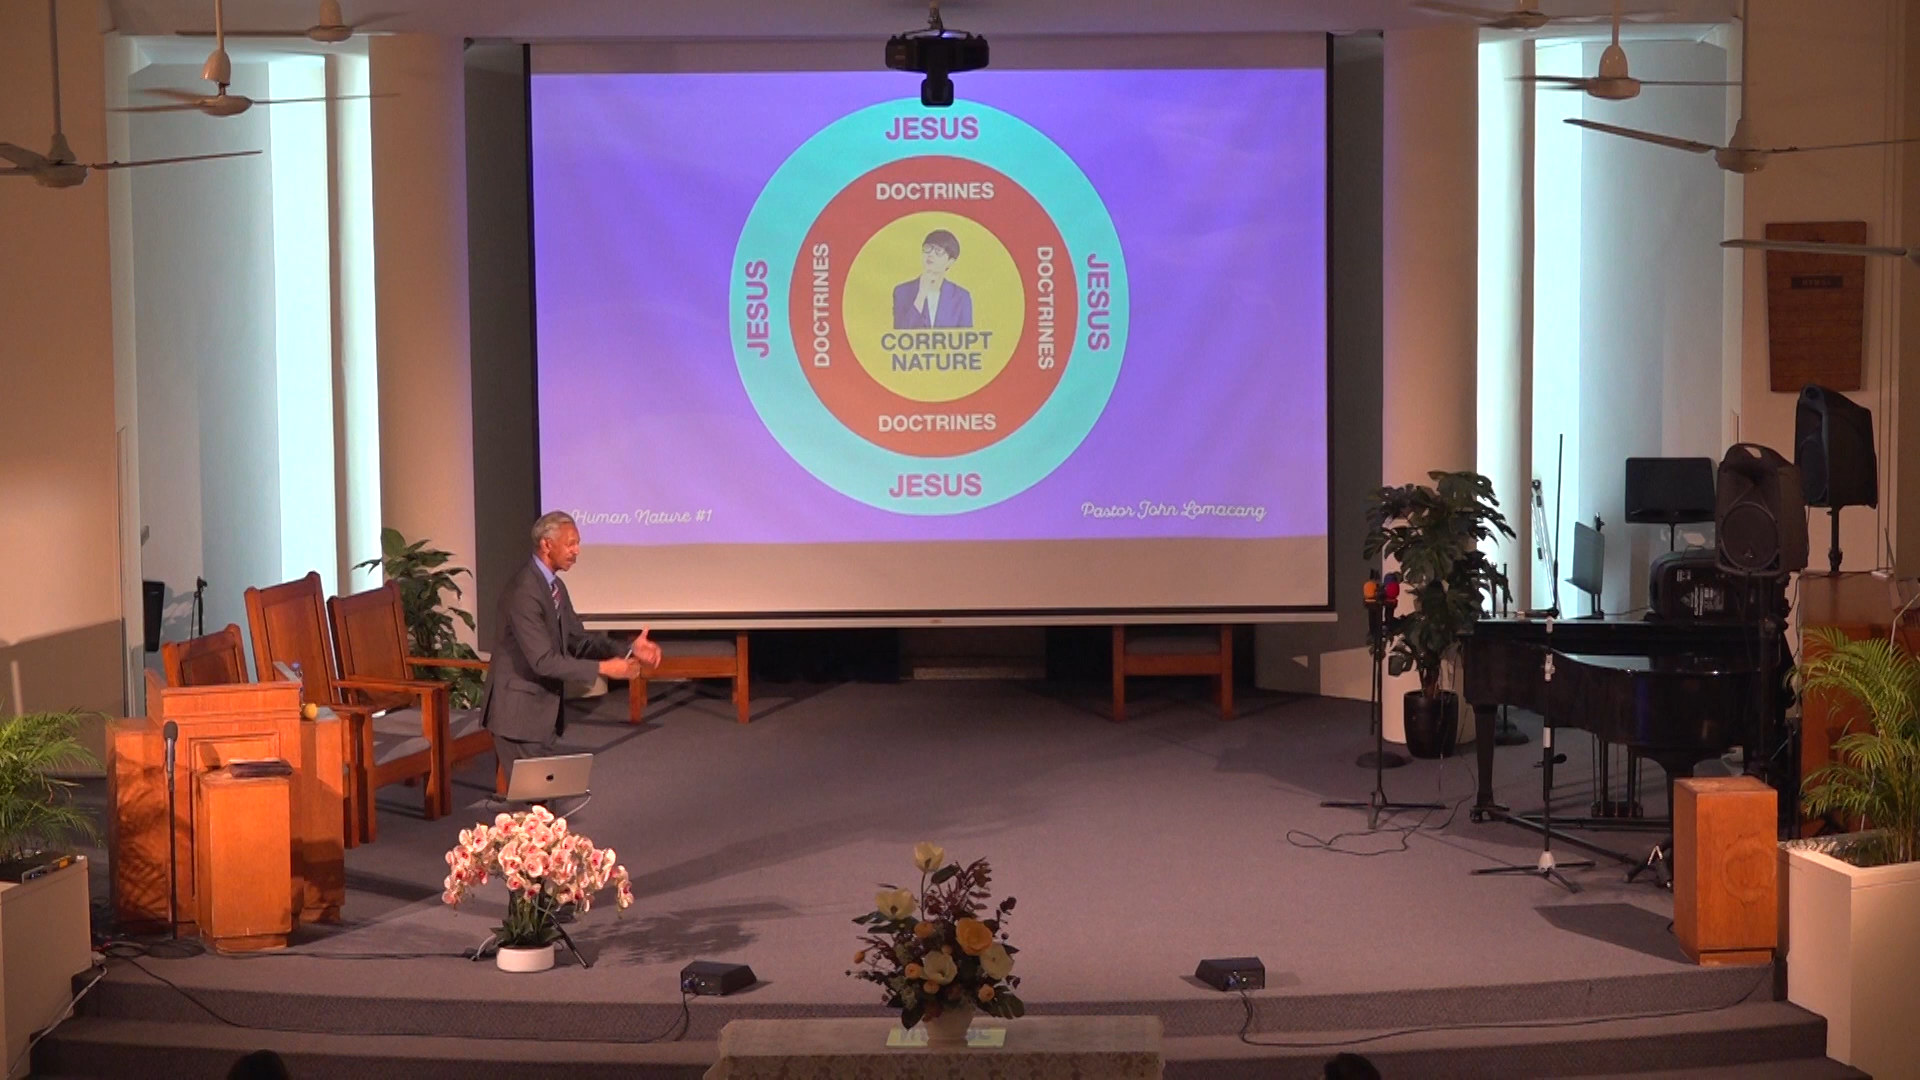 JESUS
DOCTRINES
JESUS
DOCTRINES
DOCTRINES
JESUS
CORRUPT
NATURE
DOCTRINES
JESUS
Human Nature #1
Pastor John Lomacang